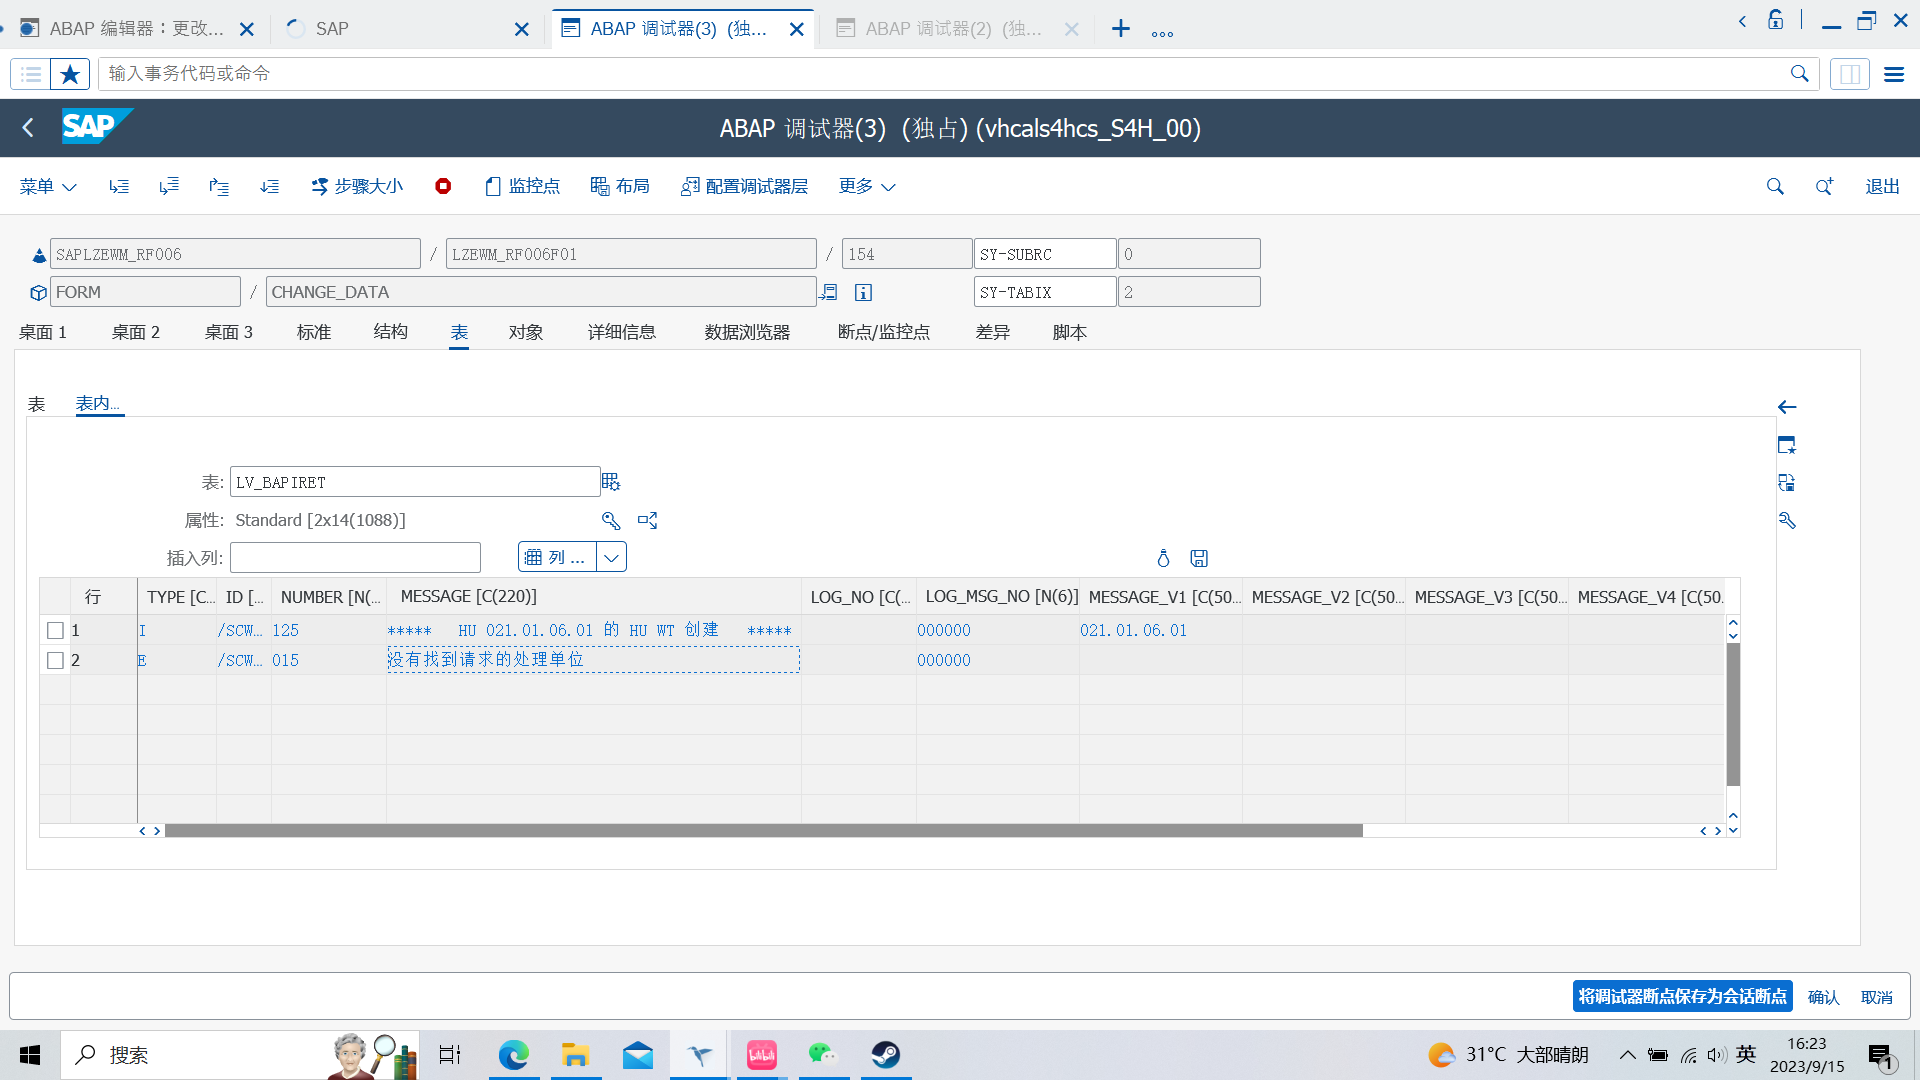 ABAP 编辑器：更改...
SAP
ABAP 调试器(3)  (独...
ABAP 调试器(2)  (独...
输入事务代码或命令
SAP
ABAP 调试器(3)  (独占) (vhcals4hcs_S4H_00)
菜单
步骤大小
监控点
布局
配置调试器层
更多
退出
SAPLZEWM_RF006 / LZEWM_RF006F01 / 154 SY-SUBRC 0
FORM / CHANGE_DATA SY-TABIX 2
桌面 1 桌面 2 桌面 3 标准 结构 表 对象 详细信息 数据浏览器 断点/监控点 差异 脚本
表 表内...
表: LV_BAPIRET
属性: Standard [2x14(1088)]
插入列: 列 ...
行 TYPE [C... ID [... NUMBER [N(... MESSAGE [C(220)] LOG_NO [C(... LOG_MSG_NO [N(6)] MESSAGE_V1 [C(50... MESSAGE_V2 [C(50... MESSAGE_V3 [C(50... MESSAGE_V4 [C(50.
1 I /SCW... 125 ***** HU 021.01.06.01 的 HU WT 创建 ***** 000000 021.01.06.01
2 E /SCW... 015 没有找到请求的处理单位 000000
将调试器断点保存为会话断点 确认 取消
搜索
bilibili
31°C 大部晴朗
英
16:23
2023/9/15
1